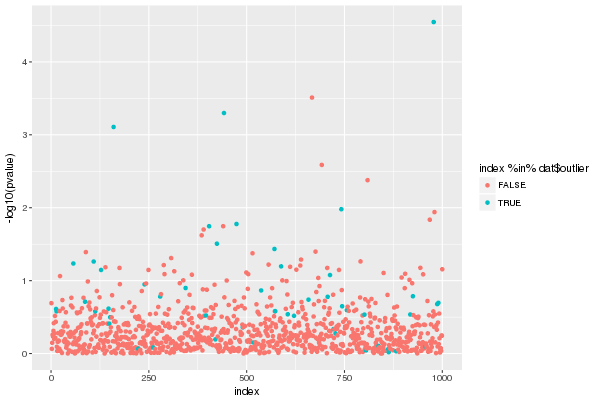 4
3
2
1
0
-log10(pvalue)
0 250 500 750 1000
index
index %in% dat$outlier
FALSE
TRUE